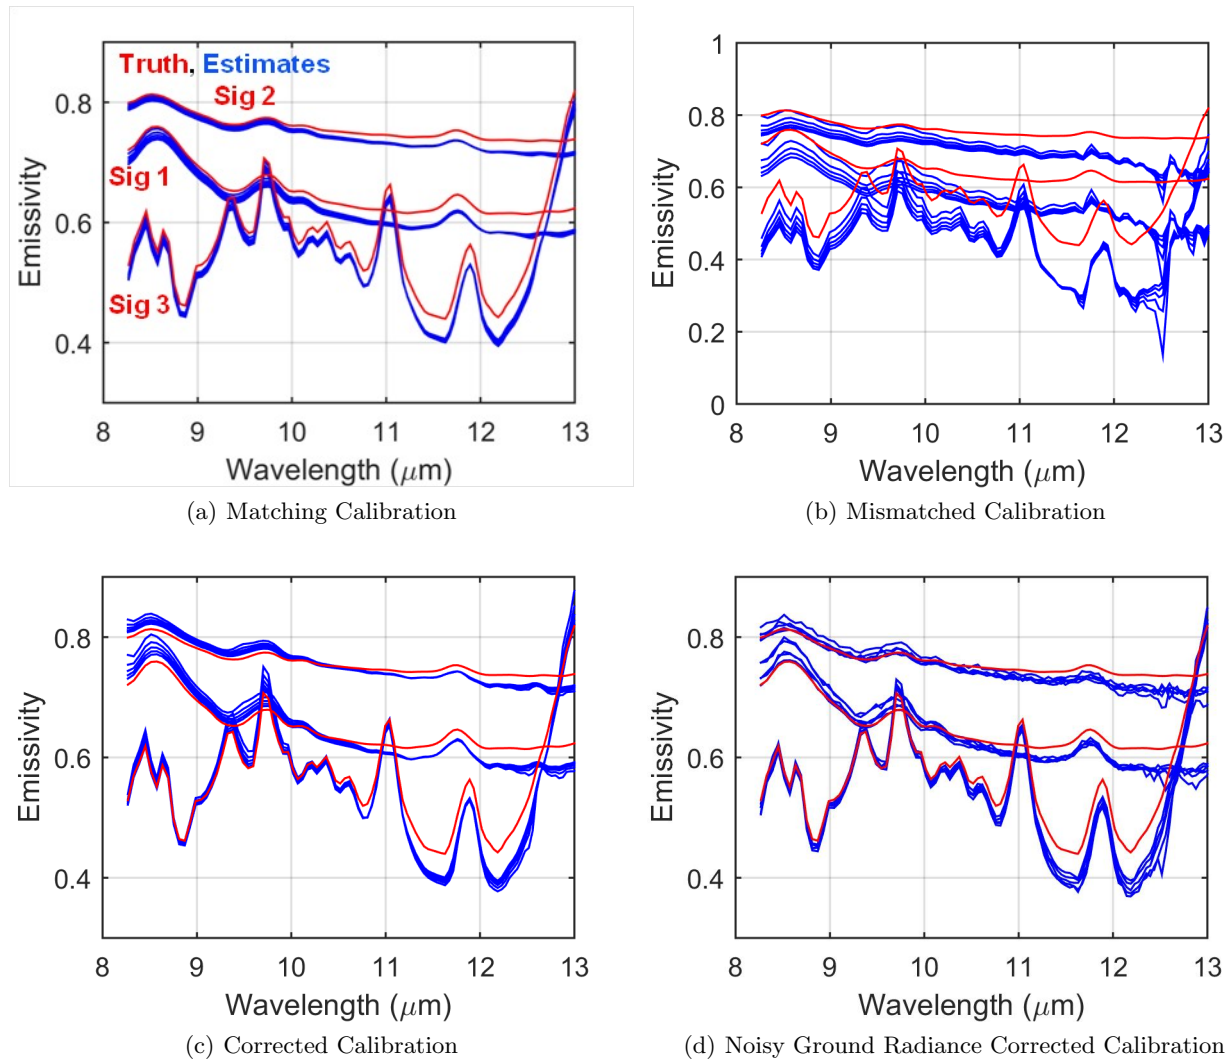 Truth, Estimates
Sig 2
Sig 1
Sig 3
0.8
0.6
0.4
Emissivity
8 9 10 11 12 13
Wavelength (μm)
(a) Matching Calibration
1
0.8
0.6
0.4
0.2
0
Emissivity
8 9 10 11 12 13
Wavelength (μm)
(b) Mismatched Calibration
0.8
0.6
0.4
Emissivity
8 9 10 11 12 13
Wavelength (μm)
(c) Corrected Calibration
0.8
0.6
0.4
Emissivity
8 9 10 11 12 13
Wavelength (μm)
(d) Noisy Ground Radiance Corrected Calibration